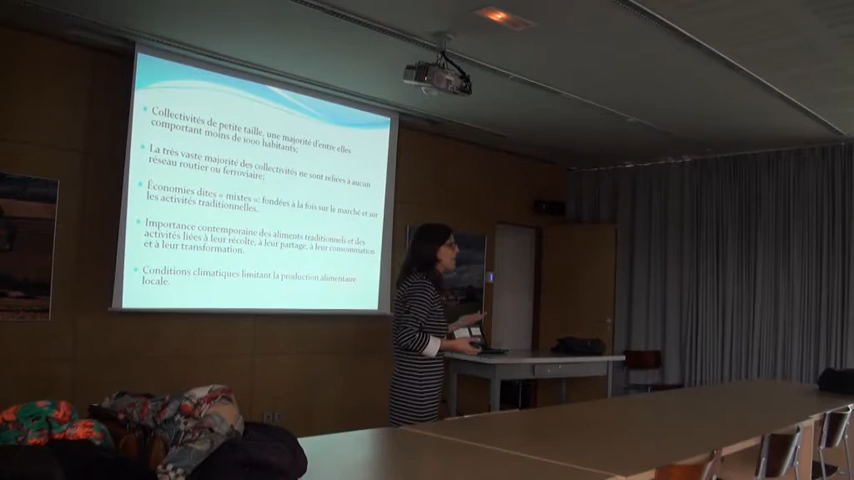 Collectivités de petite taille, une majorité d'entre elles
comportant moins de 1000 habitants;
La très vaste majorité des collectivités ne sont reliées à aucun
réseau routier ou ferroviaire;
Économies dites « mixtes », fondées à la fois sur le marché et sur
les activités traditionnelles.
Importance contemporaine des aliments traditionnels et des
activités liées à leur récolte, à leur partage, à leur consommation
et à leur transformation.
Conditions climatiques limitant la production alimentaire
locale.